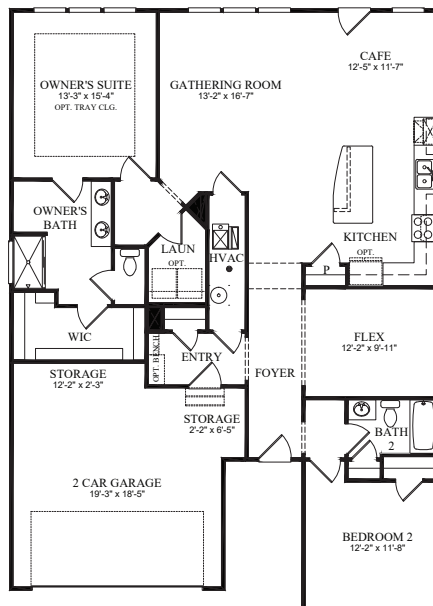 CAFE
12'-5" x 11'-7"
OWNER'S SUITE
13'-3" x 15'-4"
OPT. TRAY CLG.
GATHERING ROOM
13'-2" x 16'-7"
OWNER'S
BATH
KITCHEN
LAUN
OPT.
HVAC
OPT.
P
WIC
ENTRY
OPT. BENCH
FOYER
FLEX
12'-2" x 9'-11"
STORAGE
12'-2" x 2'-3"
STORAGE
2'-2" x 6'-5"
BATH
2
2 CAR GARAGE
19'-3" x 18'-5"
BEDROOM 2
12'-2" x 11'-8"